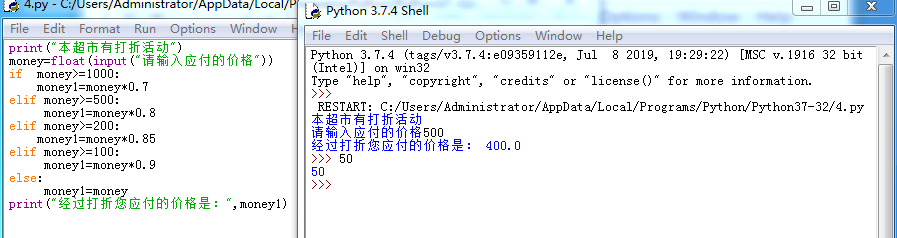 4.py - C:/Users/Administrator/AppData/Local/P
File Edit Format Run Options Window
print("本超市有打折活动")
money=float(input("请输入应付的价格"))
if money>=1000:
money1=money*0.7
elif money>=500:
money1=money*0.8
elif money>=200:
money1=money*0.85
elif money>=100:
money1=money*0.9
else:
money1=money
print("经过打折您应付的价格是：",money1)
Python 3.7.4 Shell
File Edit Shell Debug Options Window Help
Python 3.7.4 (tags/v3.7.4:e09359112e, Jul 8 2019, 19:29:22) [MSC v.1916 32 bit
(Intel)] on win32
Type "help", "copyright", "credits" or "license()" for more information.
>>>
RESTART: C:/Users/Administrator/AppData/Local/Programs/Python/Python37-32/4.py
本超市有打折活动
请输入应付的价格500
经过打折您应付的价格是： 400.0
>>> 50
50
>>>